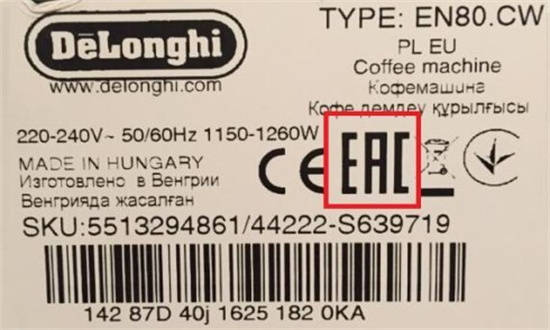 DeLonghi
www.delonghi.com
TYPE: EN80.CW
PL EU
Coffee machine
Кофемашина
Кофе демдеу құрылғысы
220-240V~ 50/60Hz 1150-1260W
MADE IN HUNGARY
Изготовлено в Венгрии
Венгрияда жасалған
CE EAC
SKU:5513294861/44222-S639719
142 87D 40j 1625 182 0KA